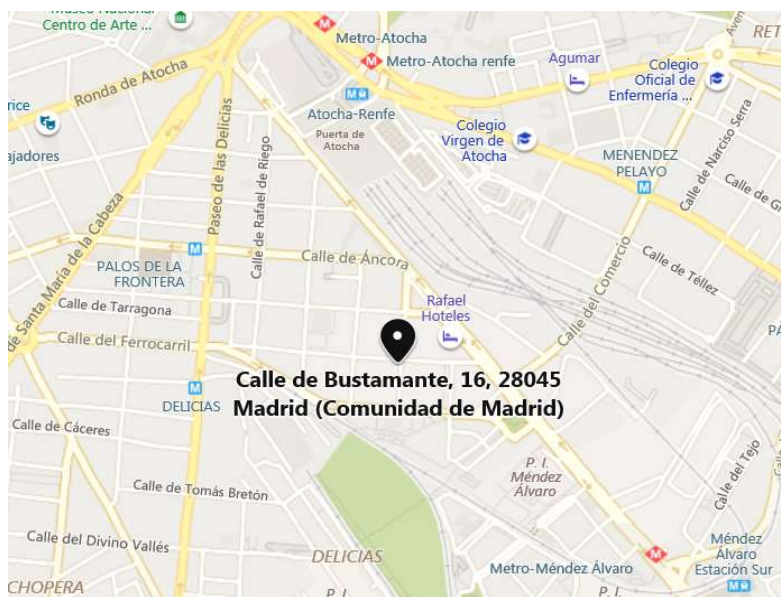 Museo Nacional
Centro de Arte ...
Metro-Atocha
Metro-Atocha renfe
Agumar
Colegio
Oficial de
Enfermería ...
RET
Ronda de Atocha
Atocha-Renfe
Puerta de
Atocha
Colegio
Virgen de
Atocha
rice
ajadores
MENENDEZ
PELAYO
Calle de Narciso Serra
Paseo de las Delicias
Calle de Rafael de Riego
de Santa María de la Cabeza
Calle de Áncora
PALOS DE LA
FRONTERA
Calle de Téllez
Calle del Comercio
Calle de Tarragona
Rafael
Hoteles
Calle del Ferrocarril
PA
Calle de Bustamante, 16, 28045
Madrid (Comunidad de Madrid)
DELICIAS
Calle de Cáceres
P. I.
Méndez
Álvaro
Calle del Tejo
Calle de Tomás Bretón
Calle del Divino Vallés
DELICIAS
Metro-Méndez Álvaro
Méndez
Álvaro
Estación Sur
CHOPERA
P. I.
P. I.